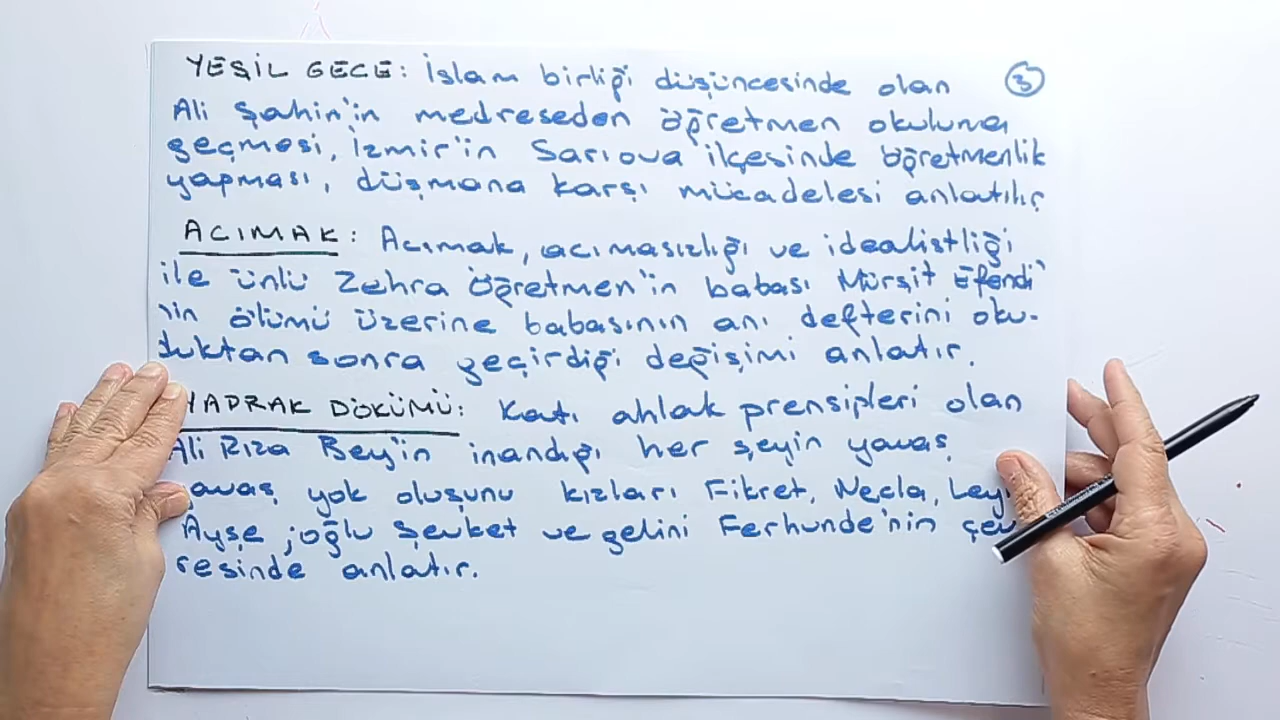 YEŞİL GECE: İslam birliği düşüncesinde olan ③
Ali Şahin'in medreseden öğretmen okuluna
geçmesi, İzmir'in Sarıova ilçesinde öğretmenlik
yapması, düşmana karşı mücadelesi anlatılır
ACIMAK: Acımak, acımasızlığı ve idealistliği
ile ünlü Zehra Öğretmen'in babası Mürşit Efendi'
'nin ölümü üzerine babasının anı defterini oku-
duktan sonra geçirdiği değişimi anlatır.
YAPRAK DÖKÜMÜ: Katı ahlak prensipleri olan
Ali Rıza Bey'in inandığı her şeyin yavaş
yavaş yok oluşunu kızları Fikret, Necla, Ley
Ayşe ;oğlu Şevket ve gelini Ferhunde'nin çev
resinde anlatır.